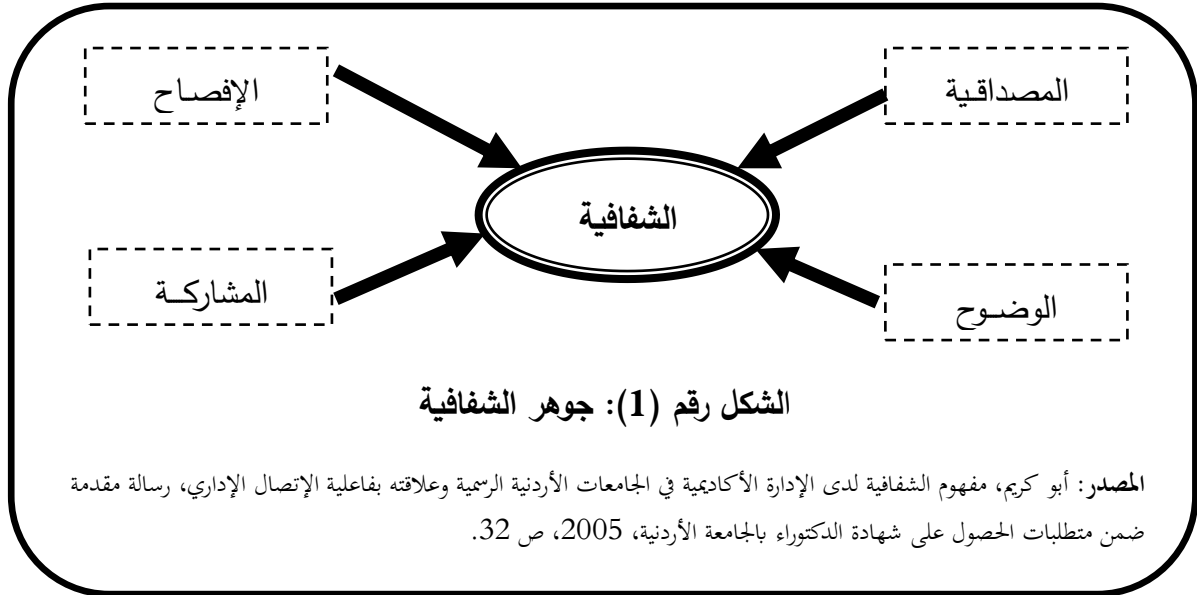 المصداقية
الإفصاح
الشفافية
الوضوح
المشاركة
الشكل رقم (1): جوهر الشفافية
المصدر: أبو كريم، مفهوم الشفافية لدى الإدارة الأكاديمية في الجامعات الأردنية الرسمية وعلاقته بفاعلية الإتصال الإداري، رسالة مقدمة
ضمن متطلبات الحصول على شهادة الدكتوراء بالجامعة الأردنية، 2005، ص 32.